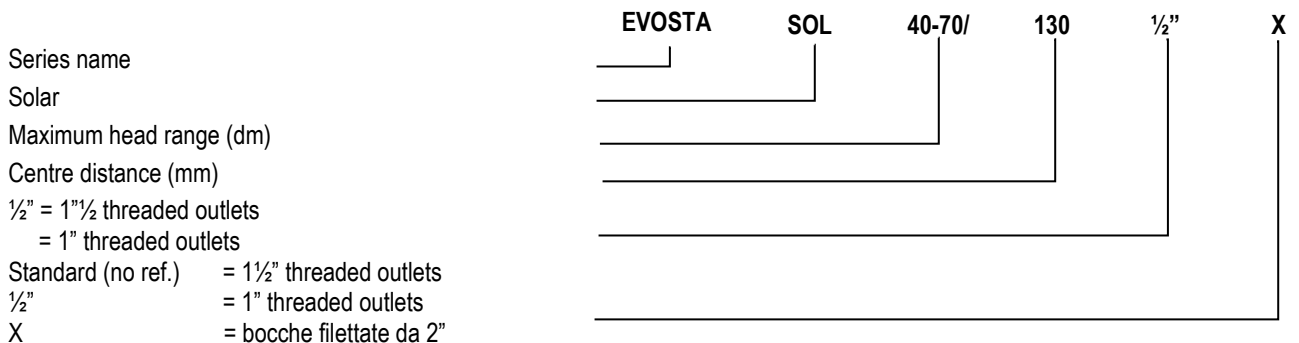 EVOSTA SOL 40-70/ 130 ½” X
Series name
Solar
Maximum head range (dm)
Centre distance (mm)
½” = 1”½ threaded outlets
= 1” threaded outlets
Standard (no ref.) = 1½” threaded outlets
½” = 1” threaded outlets
X = bocche filettate da 2”